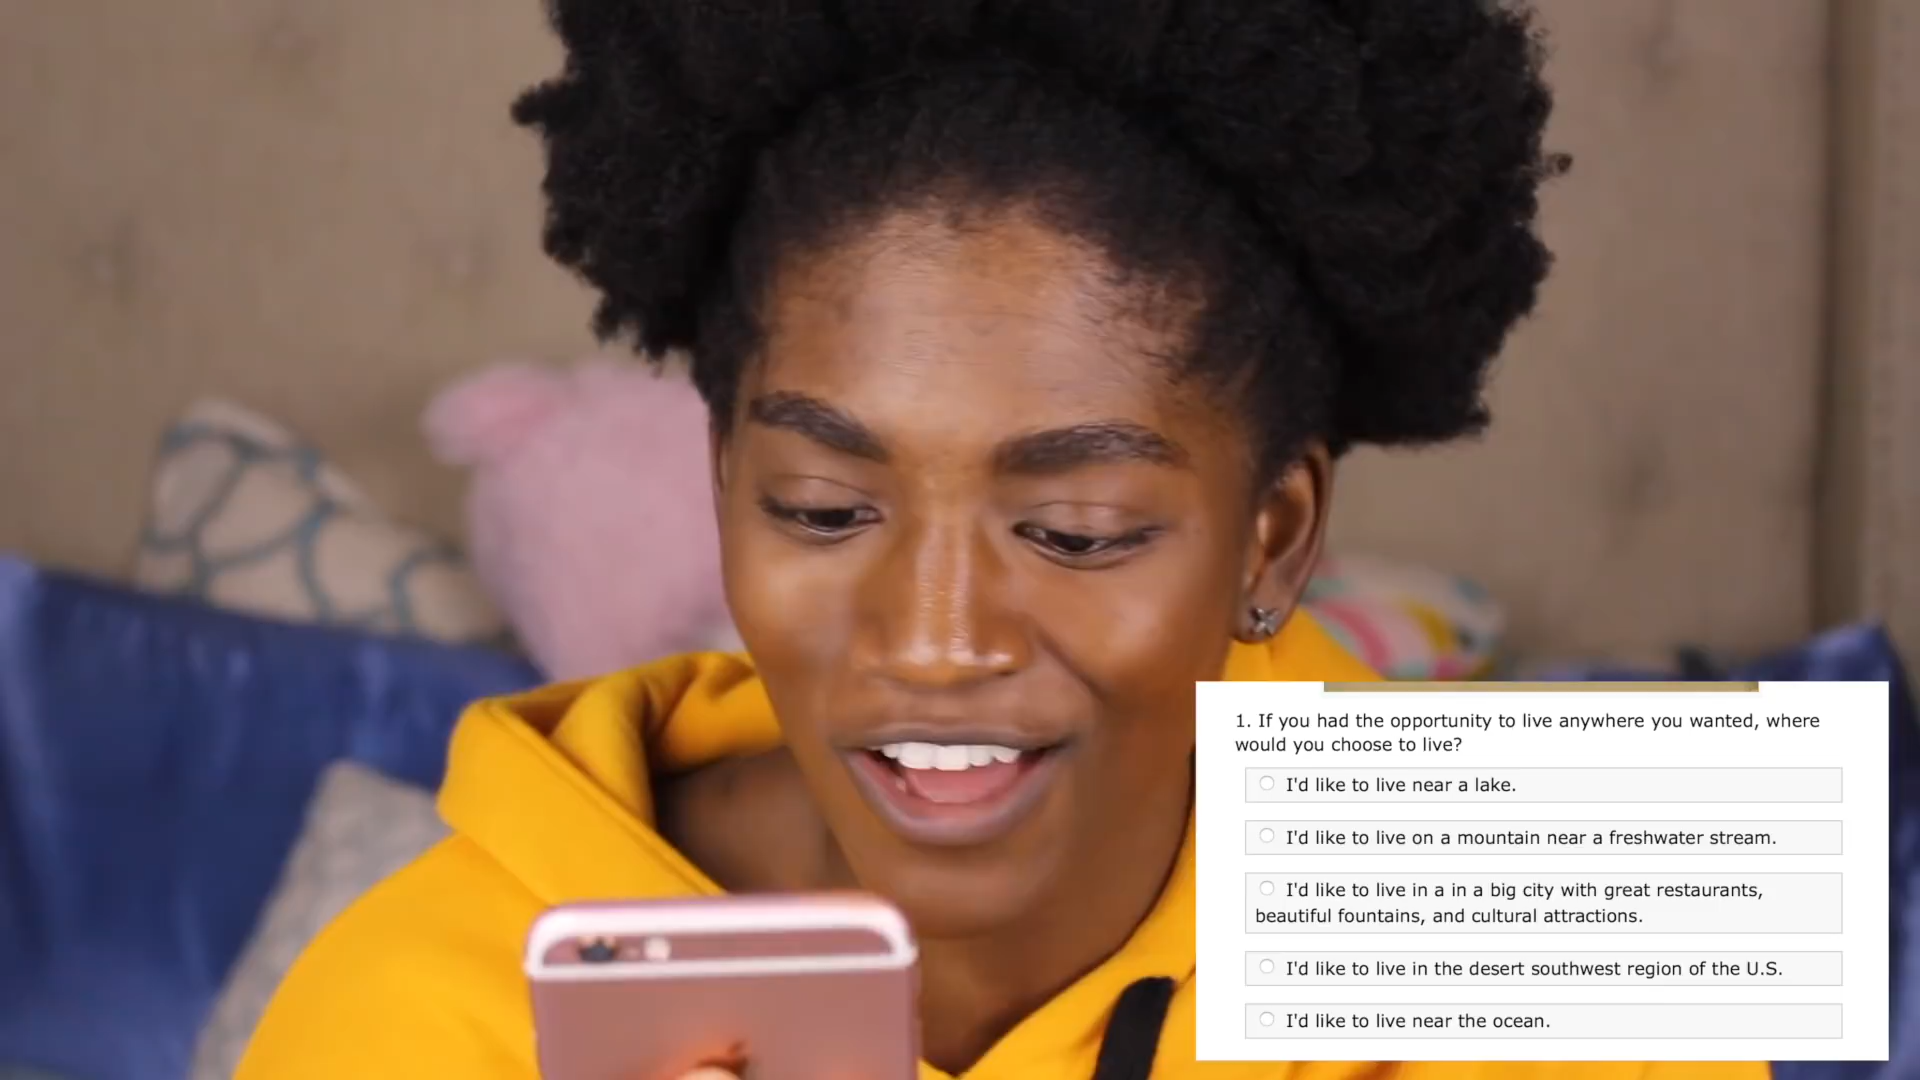 1. If you had the opportunity to live anywhere you wanted, where
would you choose to live?
I'd like to live near a lake.
I'd like to live on a mountain near a freshwater stream.
I'd like to live in a in a big city with great restaurants,
beautiful fountains, and cultural attractions.
I'd like to live in the desert southwest region of the U.S.
I'd like to live near the ocean.